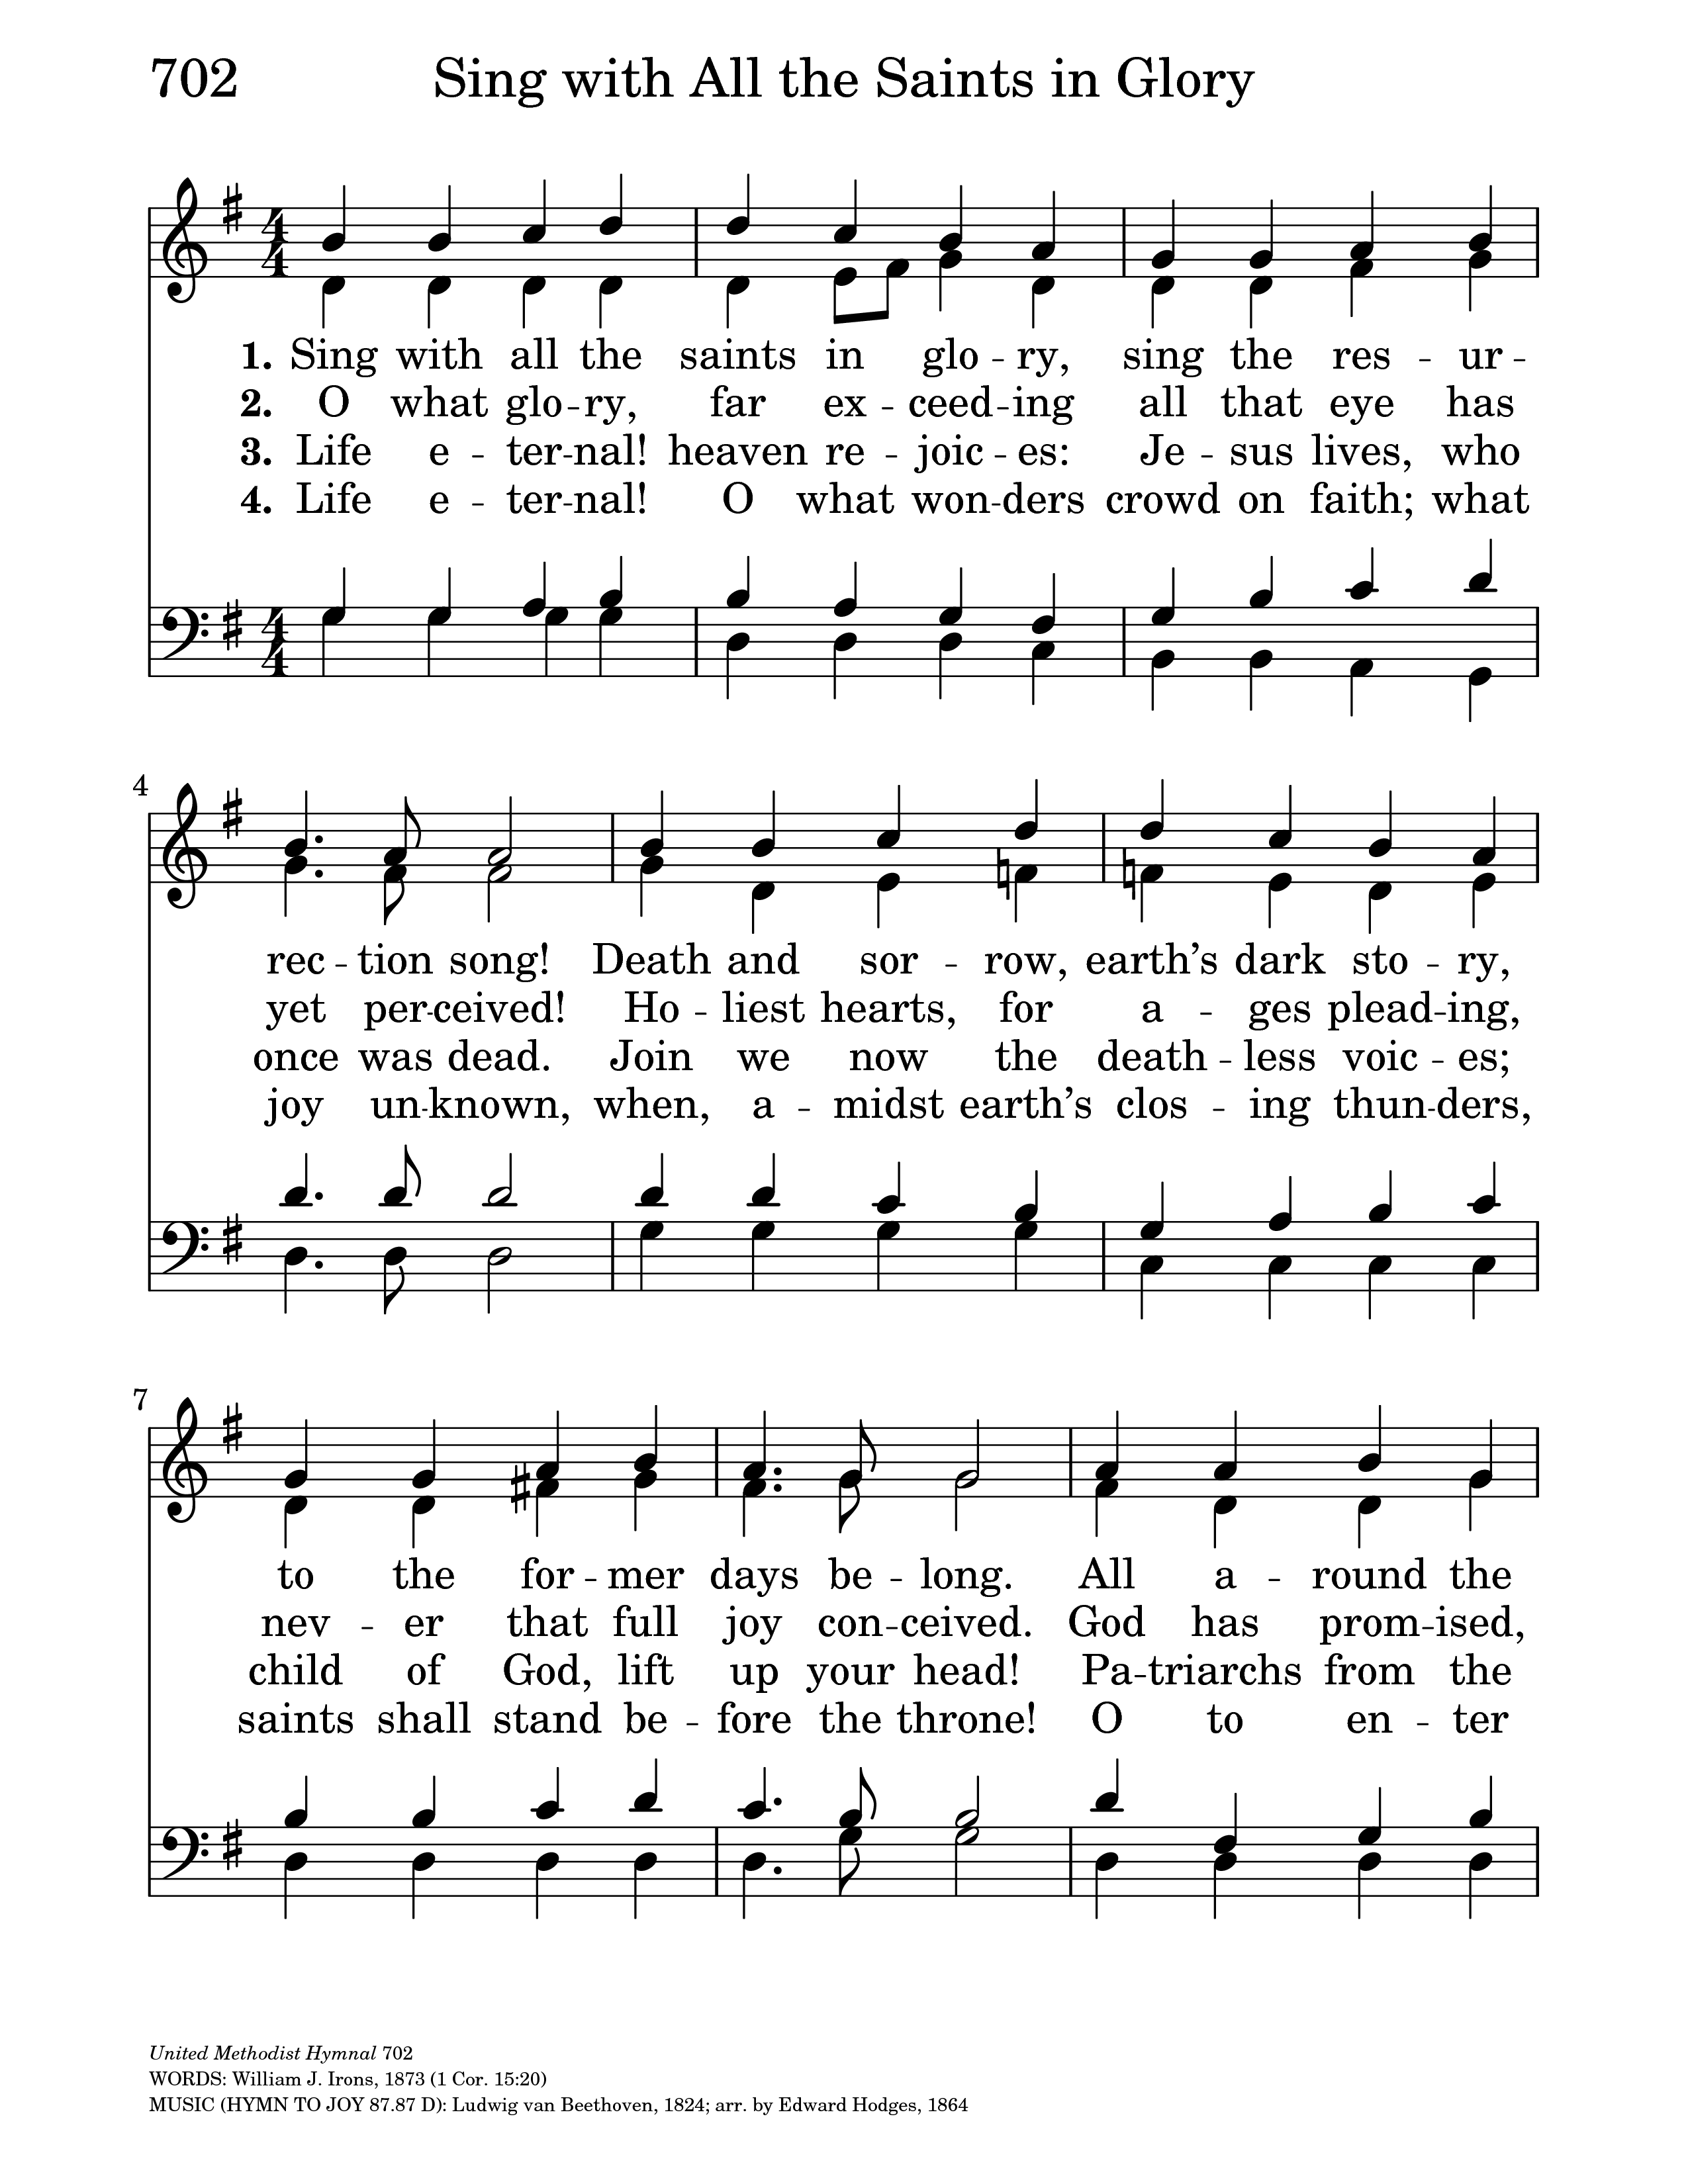 702 Sing with All the Saints in Glory
1. Sing with all the saints in glo - ry, sing the res - ur -
2. O what glo - ry, far ex - ceed - ing all that eye has
3. Life e - ter - nal! heaven re - joic - es: Je - sus lives, who
4. Life e - ter - nal! O what won - ders crowd on faith; what
4
rec - tion song! Death and sor - row, earth’s dark sto - ry,
yet per - ceived! Ho - liest hearts, for a - ges plead - ing,
once was dead. Join we now the death - less voic - es;
joy un - known, when, a - midst earth’s clos - ing thun - ders,
7
to the for - mer days be - long. All a - round the
nev - er that full joy con - ceived. God has prom - ised,
child of God, lift up your head! Pa - triarchs from the
saints shall stand be - fore the throne! O to en - ter
United Methodist Hymnal 702
WORDS: William J. Irons, 1873 (1 Cor. 15:20)
MUSIC (HYMN TO JOY 87.87 D): Ludwig van Beethoven, 1824; arr. by Edward Hodges, 1864